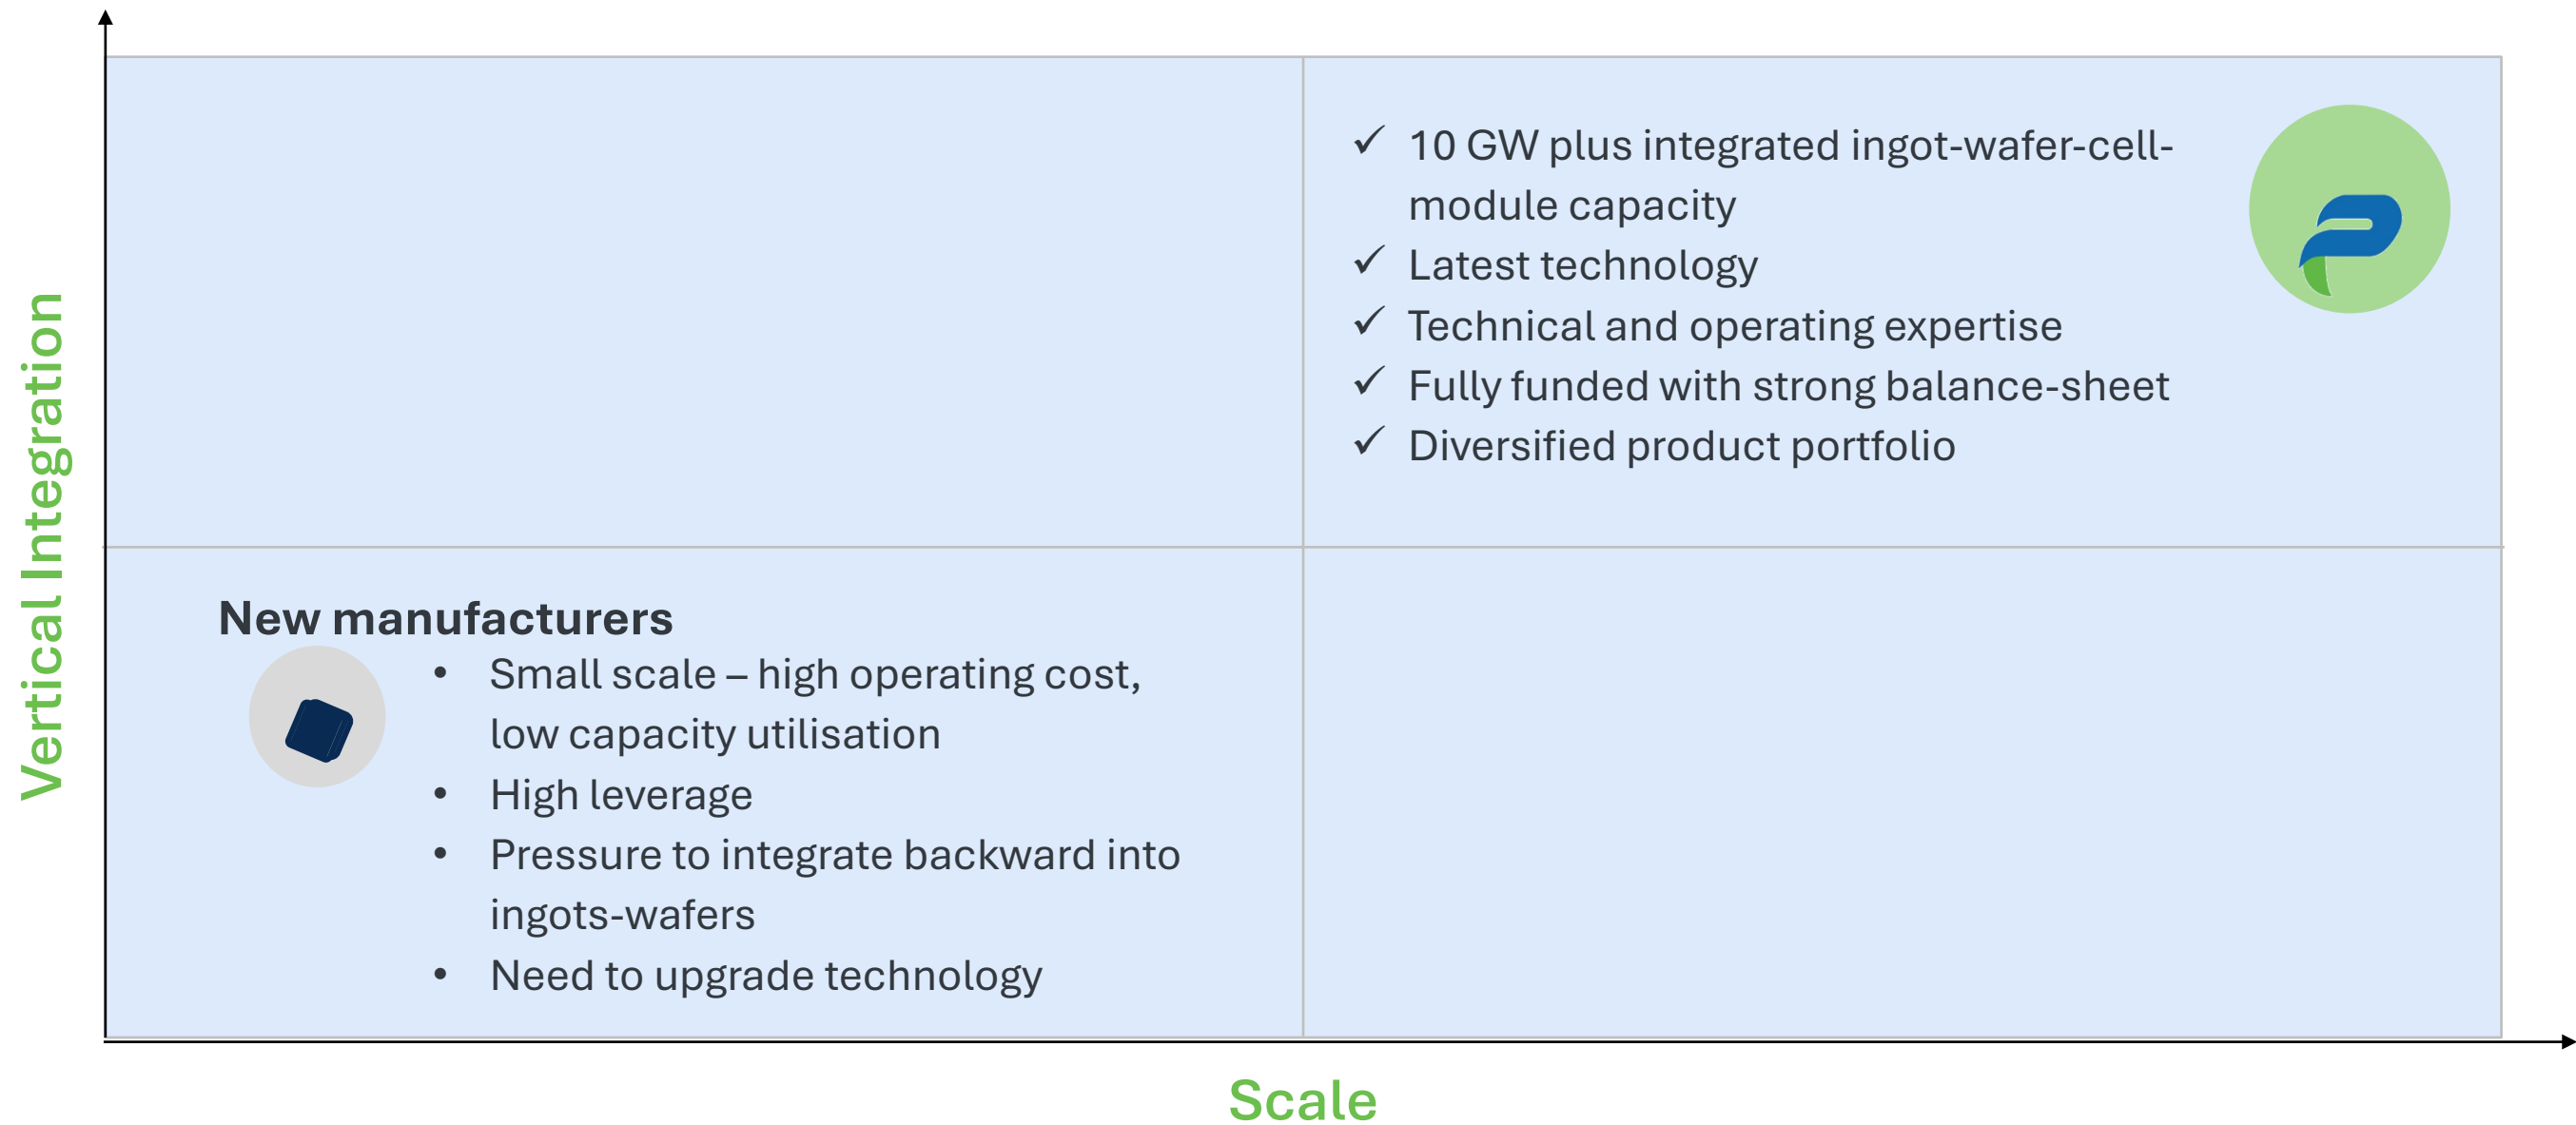 ✓ 10 GW plus integrated ingot-wafer-cell-
module capacity
✓ Latest technology
✓ Technical and operating expertise
✓ Fully funded with strong balance-sheet
✓ Diversified product portfolio
Vertical Integration
New manufacturers
• Small scale – high operating cost,
low capacity utilisation
• High leverage
• Pressure to integrate backward into
ingots-wafers
• Need to upgrade technology
Scale